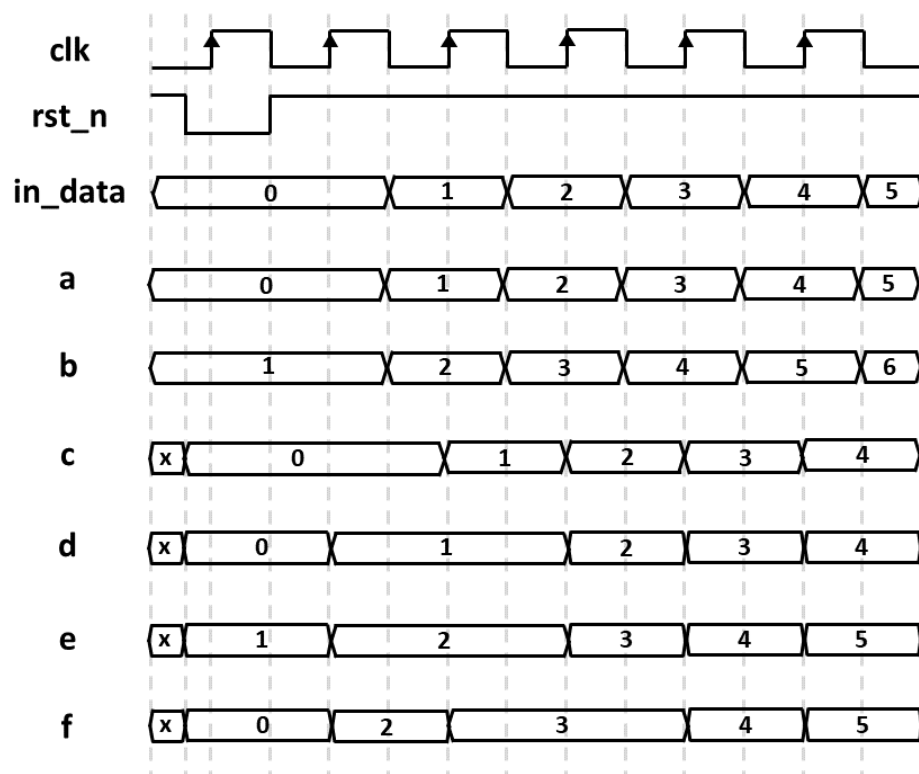 clk
rst_n
in_data 0 1 2 3 4 5
a 0 1 2 3 4 5
b 1 2 3 4 5 6
c x 0 1 2 3 4
d x 0 1 2 3 4
e x 1 2 3 4 5
f x 0 2 3 4 5